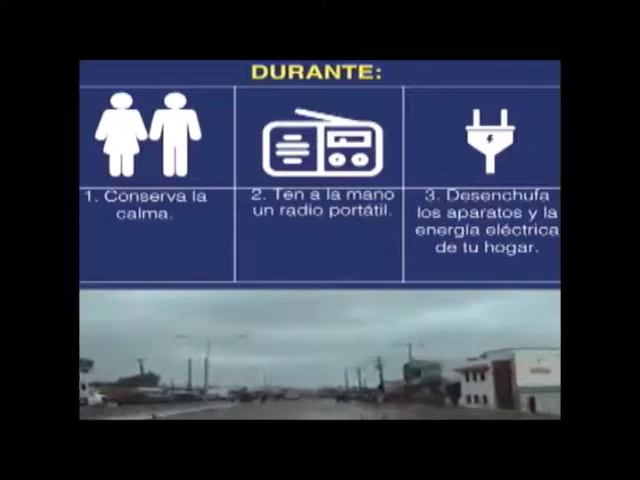 DURANTE:
1. Conserva la
calma.
2. Ten a la mano
un radio portátil.
3. Desenchufa
los aparatos y la
energía eléctrica
de tu hogar.